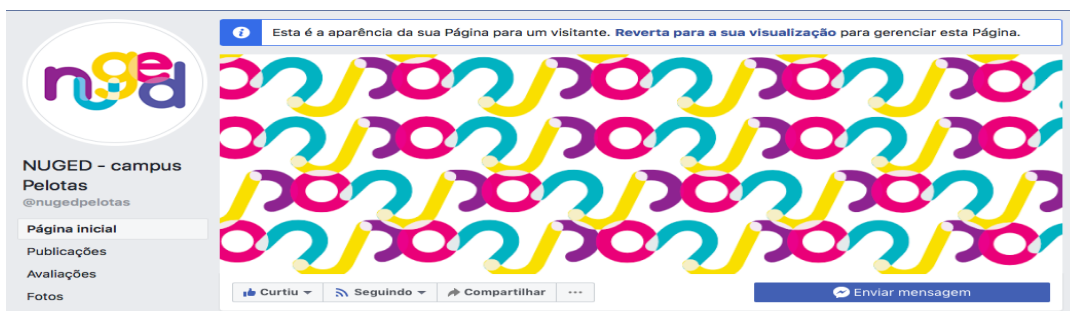 nuged
NUGED - campus
Pelotas
@nugedpelotas
Página inicial
Publicações
Avaliações
Fotos
Esta é a aparência da sua Página para um visitante. Reverta para a sua visualização para gerenciar esta Página.
Curtiu
Seguindo
Compartilhar
Enviar mensagem